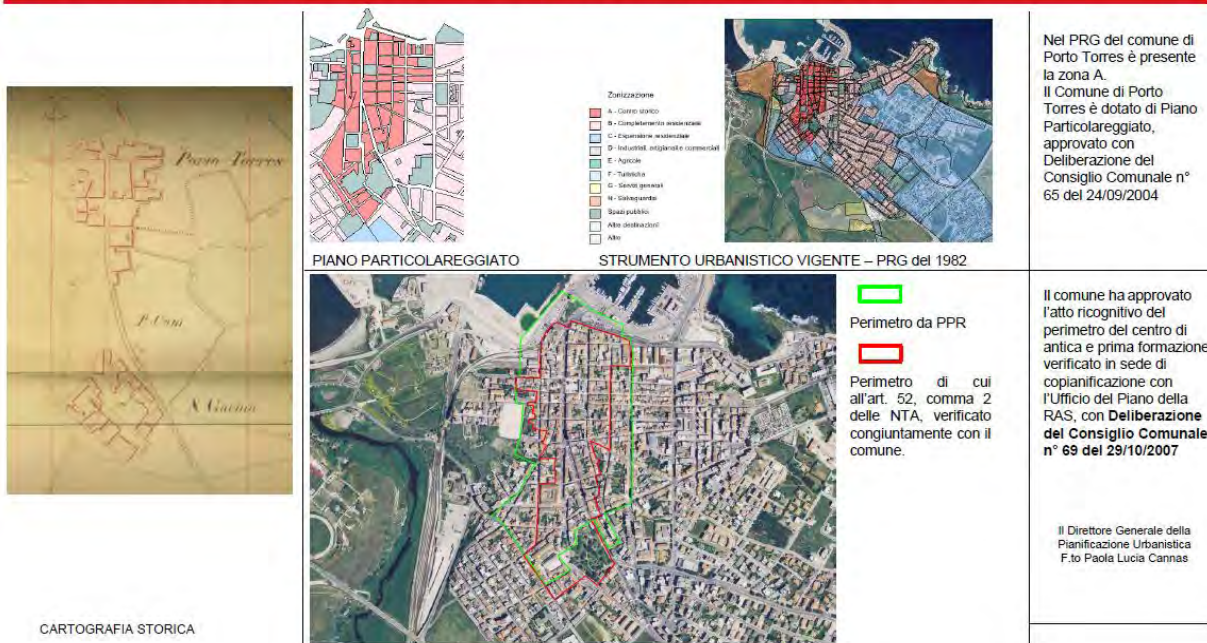 Porto Torres
S. Gavino
CARTOGRAFIA STORICA
PIANO PARTICOLAREGGIATO
Zonizzazione
A - Centro storico
B - Completamento residenziale
C - Espansione residenziale
D - Industriali, artigianali e commerciali
E - Agricole
F - Turistiche
G - Servizi generali
H - Salvaguardia
Spazi pubblici
Altre destinazioni
Altro
STRUMENTO URBANISTICO VIGENTE – PRG del 1982
Nel PRG del comune di
Porto Torres è presente
la zona A.
Il Comune di Porto
Torres è dotato di Piano
Particolareggiato,
approvato con
Deliberazione del
Consiglio Comunale n°
65 del 24/09/2004
Perimetro da PPR
Perimetro di cui
all'art. 52, comma 2
delle NTA, verificato
congiuntamente con il
comune.
Il comune ha approvato
l'atto ricognitivo del
perimetro del centro di
antica e prima formazione
verificato in sede di
copianificazione con
l'Ufficio del Piano della
RAS, con Deliberazione
del Consiglio Comunale
n° 69 del 29/10/2007
Il Direttore Generale della
Pianificazione Urbanistica
F.to Paola Lucia Cannas